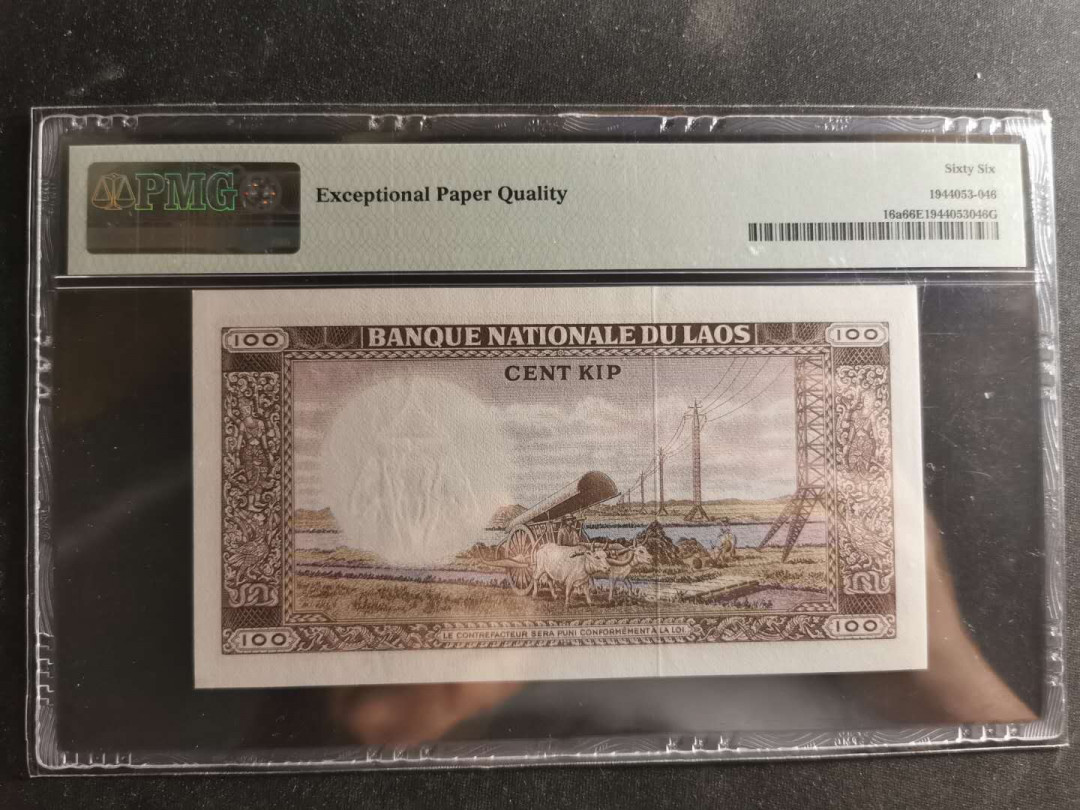 PMG
Exceptional Paper Quality
Sixty Six
1944053-046
16a66E1944053046G
100
BANQUE NATIONALE DU LAOS
100
CENT KIP
100
LE CONTREFACTEUR SERA PUNI CONFORMÉMENT A LA LOI
100